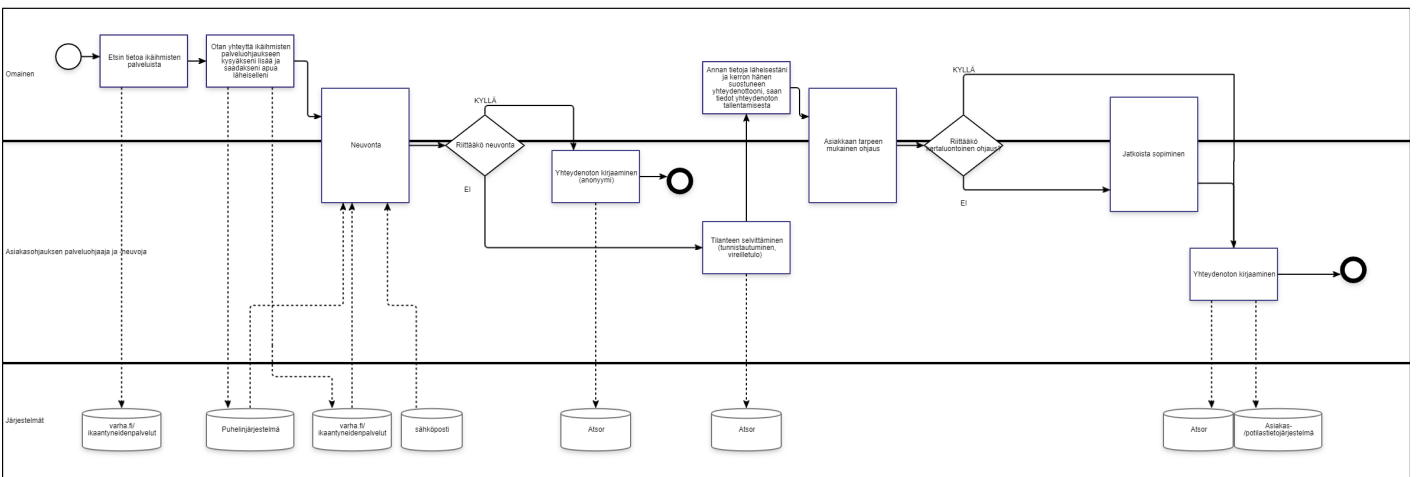 Omainen
Etsin tietoa ikäihmisten
palveluista
Otan yhteyttä ikäihmisten
palveluohjaukseen
kysyäkseni lisää ja
saadakseni apua
läheiselleni
Neuvonta
KYLLÄ
Riittääkö neuvonta
EI
Yhteydenoton kirjaaminen
(anonyymi)
Annan tietoja läheisestäni
ja kerron hänen
suostuneen
yhteydenottooni, saan
tiedot yhteydenoton
tallentamisesta
Tilanteen selvittäminen
(tunnistautuminen,
vireilletulo)
Asiakkaan tarpeen
mukainen ohjaus
KYLLÄ
Riittääkö
kertaluontoinen ohjaus?
EI
Jatkoista sopiminen
Yhteydenoton kirjaaminen
Asiakasohjauksen palveluohjaaja ja -neuvoja
Järjestelmät
varha.fi/
ikaantyneidenpalvelut
Puhelinjärjestelmä
varha.fi/
ikaantyneidenpalvelut
sähköposti
Atsor
Atsor
Atsor
Asiakas-
/potilastietojärjestelmä